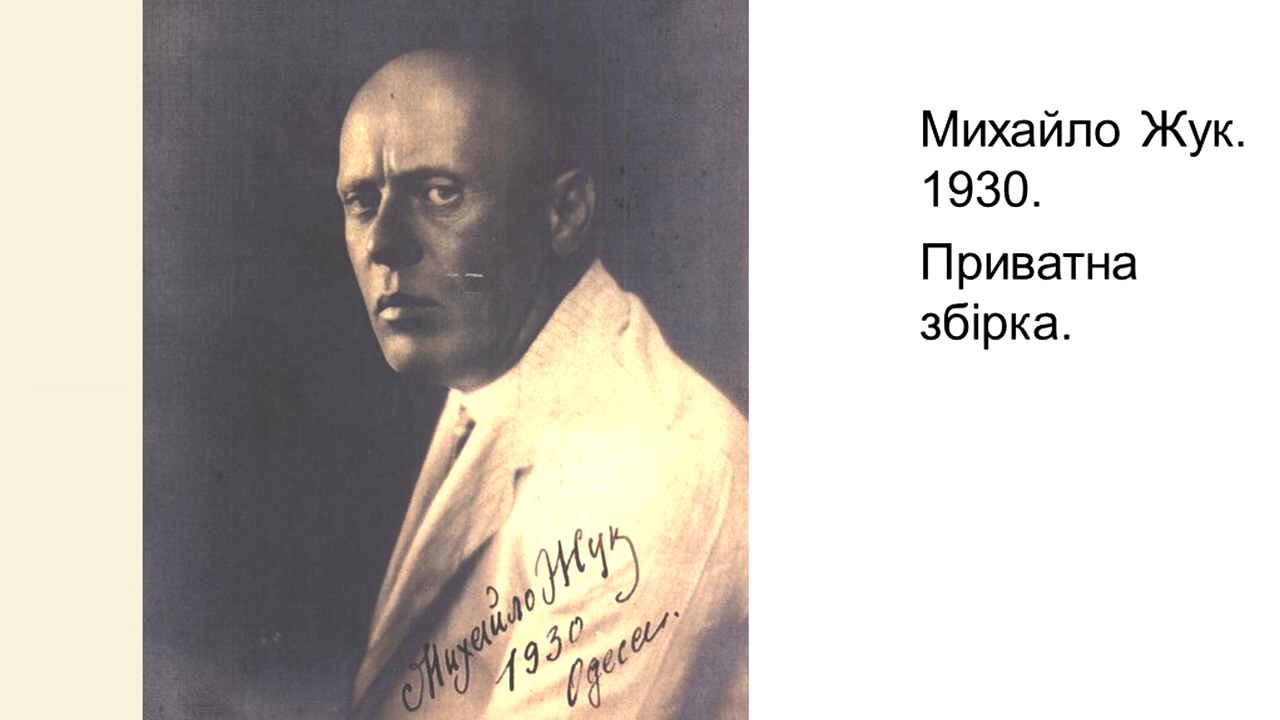 Михайло Жук.
1930.
Приватна
збірка.
Михайло Жук
1930
Одеса.